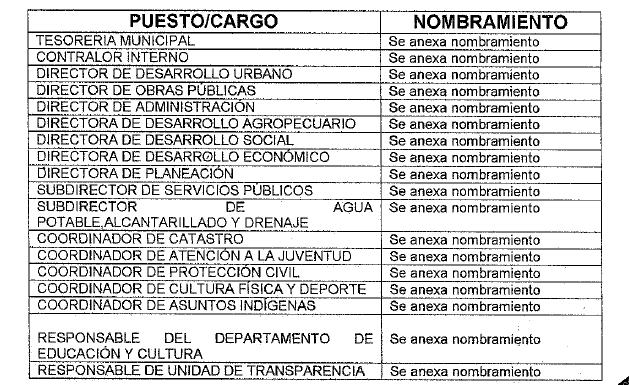 PUESTO/CARGO NOMBRAMIENTO
TESORERIA MUNICIPAL Se anexa nombramiento
CONTRALOR INTERNO Se anexa nombramiento
DIRECTOR DE DESARROLLO URBANO Se anexa nombramiento
DIRECTOR DE OBRAS PÚBLICAS Se anexa nombramiento
DIRECTOR DE ADMINISTRACIÓN Se anexa nombramiento
DIRECTORA DE DESARROLLO AGROPECUARIO Se anexa nombramiento
DIRECTORA DE DESARROLLO SOCIAL Se anexa nombramiento
DIRECTORA DE DESARROLLO ECONÓMICO Se anexa nombramiento
DIRECTORA DE PLANEACIÓN Se anexa nombramiento
SUBDIRECTOR DE SERVICIOS PÚBLICOS Se anexa nombramiento
SUBDIRECTOR DE AGUA Se anexa nombramiento
POTABLE,ALCANTARILLADO Y DRENAJE
COORDINADOR DE CATASTRO Se anexa nombramiento
COORDINADOR DE ATENCIÓN A LA JUVENTUD Se anexa nombramiento
COORDINADOR DE PROTECCIÓN CIVIL Se anexa nombramiento
COORDINADOR DE CULTURA FÍSICA Y DEPORTE Se anexa nombramiento
COORDINADOR DE ASUNTOS INDÍGENAS Se anexa nombramiento
RESPONSABLE DEL DEPARTAMENTO DE Se anexa nombramiento
EDUCACIÓN Y CULTURA
RESPONSABLE DE UNIDAD DE TRANSPARENCIA Se anexa nombramiento